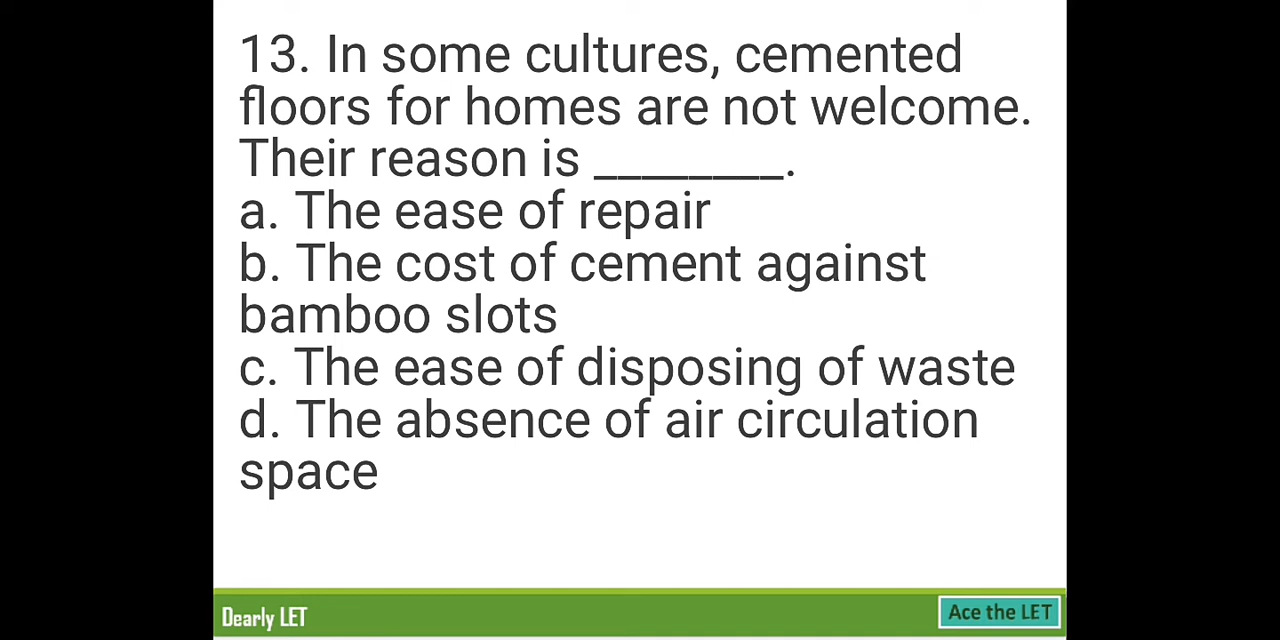 13. In some cultures, cemented
floors for homes are not welcome.
Their reason is ________.
a. The ease of repair
b. The cost of cement against
bamboo slots
c. The ease of disposing of waste
d. The absence of air circulation
space
Dearly LET
Ace the LET